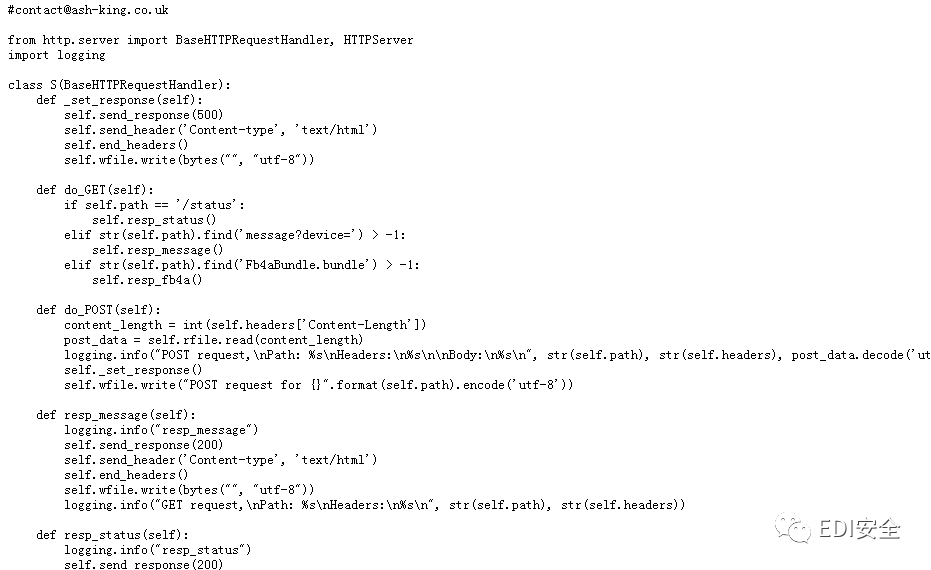 #contact@ash-king.co.uk
from http.server import BaseHTTPRequestHandler, HTTPServer
import logging
class S(BaseHTTPRequestHandler):
    def _set_response(self):
        self.send_response(500)
        self.send_header('Content-type', 'text/html')
        self.end_headers()
        self.wfile.write(bytes("", "utf-8"))
    def do_GET(self):
        if self.path == '/status':
            self.resp_status()
        elif str(self.path).find('message?device=') > -1:
            self.resp_message()
        elif str(self.path).find('Fb4aBundle.bundle') > -1:
            self.resp_fb4a()
    def do_POST(self):
        content_length = int(self.headers['Content-Length'])
        post_data = self.rfile.read(content_length)
        logging.info("POST request,\nPath: %s\nHeaders:\n%s\n\nBody:\n%s\n", str(self.path), str(self.headers), post_data.decode('ut
        self._set_response()
        self.wfile.write("POST request for {}".format(self.path).encode('utf-8'))
    def resp_message(self):
        logging.info("resp_message")
        self.send_response(200)
        self.send_header('Content-type', 'text/html')
        self.end_headers()
        self.wfile.write(bytes("", "utf-8"))
        logging.info("GET request,\nPath: %s\nHeaders:\n%s\n", str(self.path), str(self.headers))
    def resp_status(self):
        logging.info("resp_status")
        self.send_response(200)
EDI安全